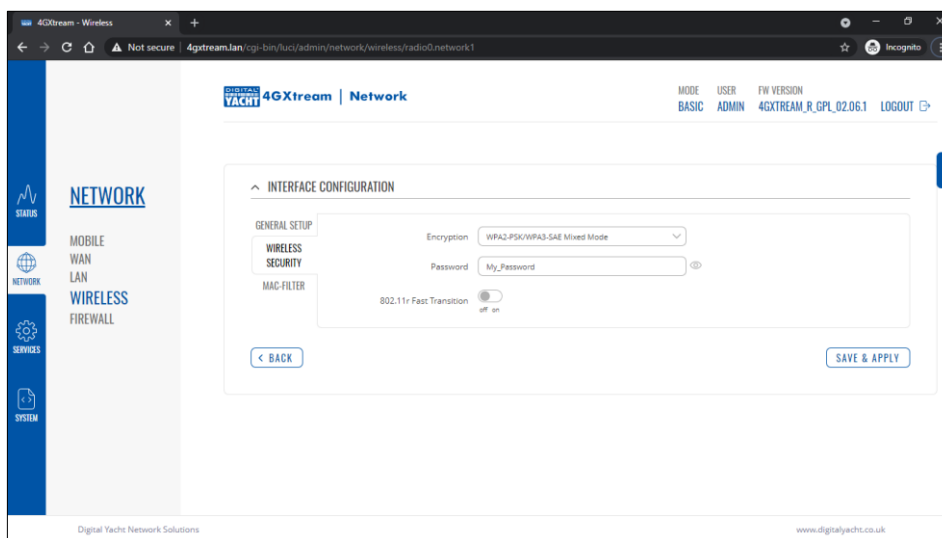 4GXtream - Wireless
Not secure | 4gxtream.lan/cgi-bin/luci/admin/network/wireless/radio0.network1
Incognito
DIGITAL YACHT 4GXtream | Network
MODE USER FW VERSION
BASIC ADMIN 4GXTREAM_R_GPL_02.06.1 LOGOUT
STATUS
NETWORK
SERVICES
SYSTEM
NETWORK
MOBILE
WAN
LAN
WIRELESS
FIREWALL
INTERFACE CONFIGURATION
GENERAL SETUP
WIRELESS
SECURITY
MAC-FILTER
Encryption WPA2-PSK/WPA3-SAE Mixed Mode
Password My_Password
802.11r Fast Transition
off on
< BACK
SAVE & APPLY
Digital Yacht Network Solutions
www.digitalyacht.co.uk